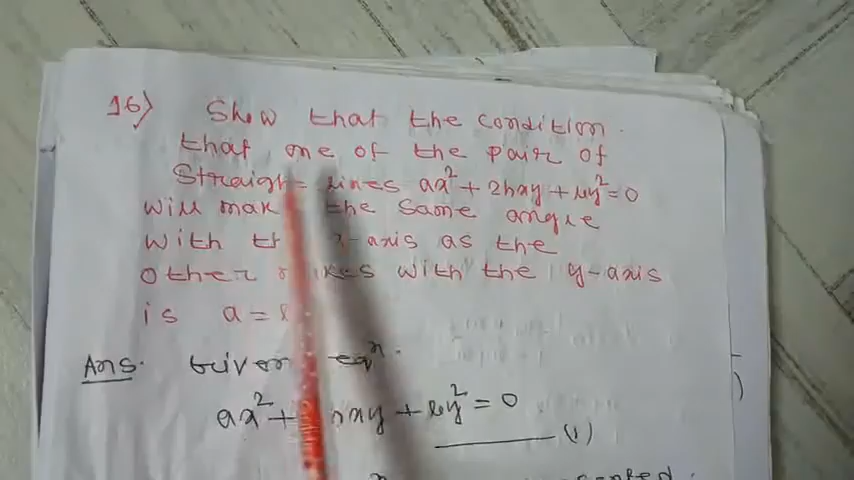 16) Show that the condition.
that one of the pair of
Straight lines ax² + 2hxy + by² = 0
will make the same angle
with the x-axis as the
other makes with the y-axis
is a =
Ans. Given eqⁿ.
ax² + hxy + by² = 0
(1)